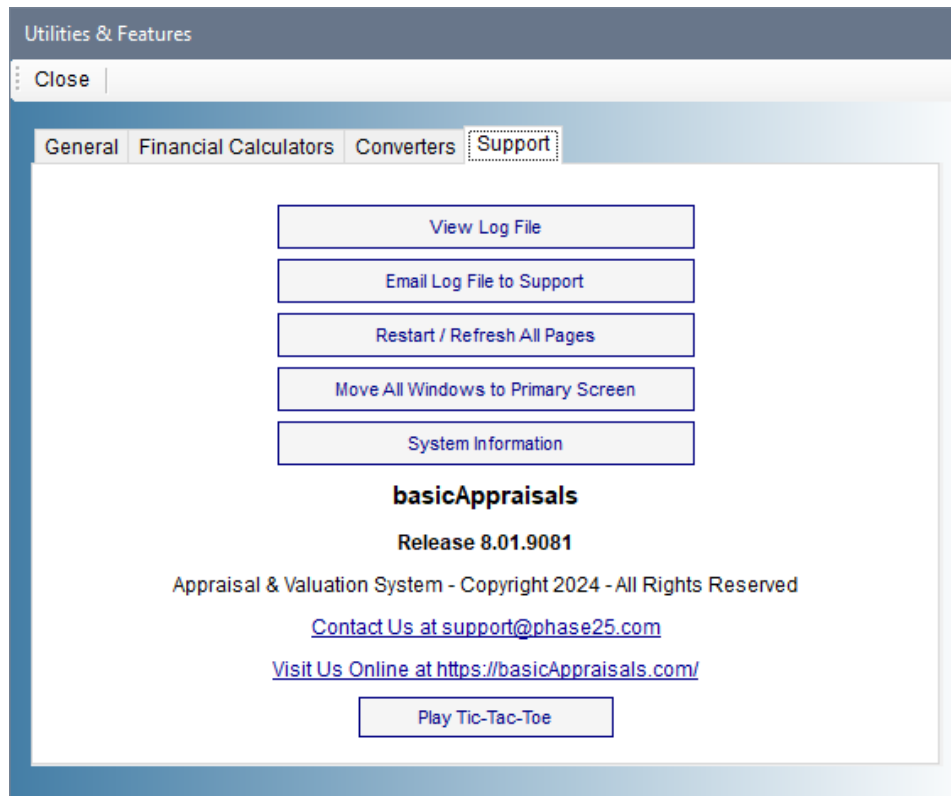 Utilities & Features
Close
General Financial Calculators Converters Support
View Log File
Email Log File to Support
Restart / Refresh All Pages
Move All Windows to Primary Screen
System Information
basicAppraisals
Release 8.01.9081
Appraisal & Valuation System - Copyright 2024 - All Rights Reserved
Contact Us at support@phase25.com
Visit Us Online at https://basicAppraisals.com/
Play Tic-Tac-Toe